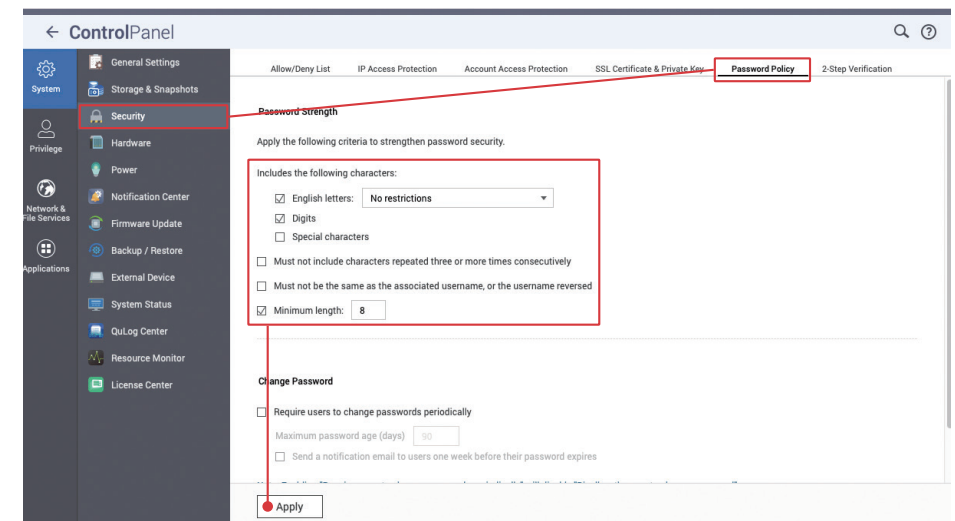 ControlPanel
System
Privilege
Network &
File Services
Applications
General Settings
Storage & Snapshots
Security
Hardware
Power
Notification Center
Firmware Update
Backup / Restore
External Device
System Status
QuLog Center
Resource Monitor
License Center
Allow/Deny List
IP Access Protection
Account Access Protection
SSL Certificate & Private Key
Password Policy
2-Step Verification
Password Strength
Apply the following criteria to strengthen password security.
Includes the following characters:
English letters: No restrictions
Digits
Special characters
Must not include characters repeated three or more times consecutively
Must not be the same as the associated username, or the username reversed
Minimum length: 8
Change Password
Require users to change passwords periodically
Maximum password age (days) 90
Send a notification email to users one week before their password expires
Apply